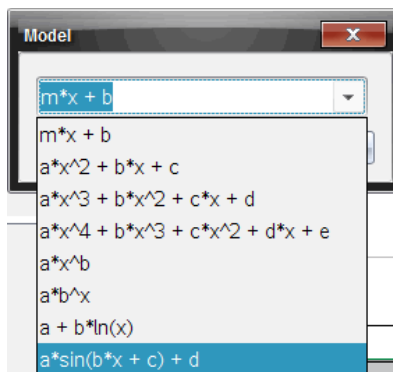 Model
m*x + b
m*x + b
a*x^2 + b*x + c
a*x^3 + b*x^2 + c*x + d
a*x^4 + b*x^3 + c*x^2 + d*x + e
a*x^b
a*b^x
a + b*ln(x)
a*sin(b*x + c) + d